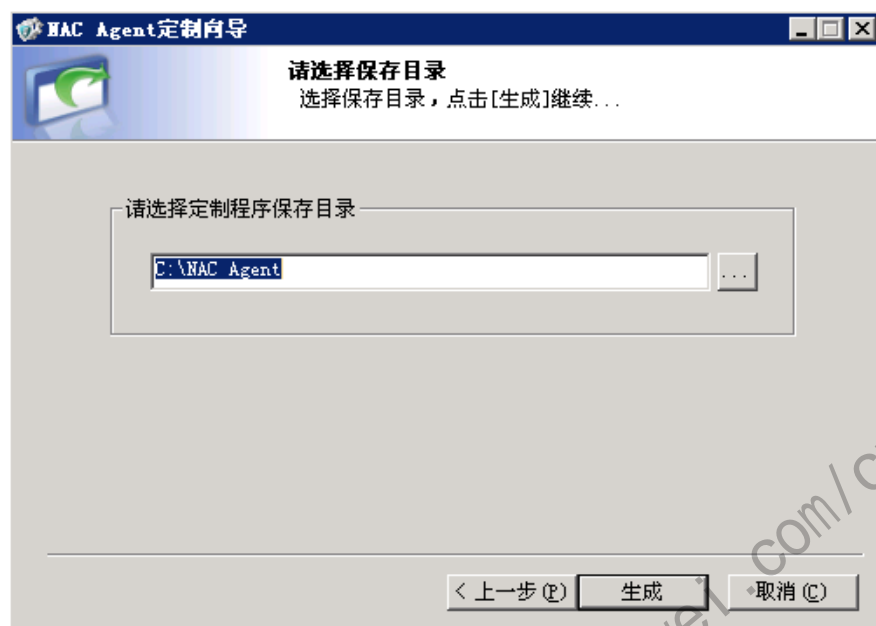 NAC Agent定制向导
请选择保存目录
选择保存目录，点击[生成]继续...
请选择定制程序保存目录
C:\NAC Agent
...
< 上一步(P)
生成
取消(C)
ei.com/c